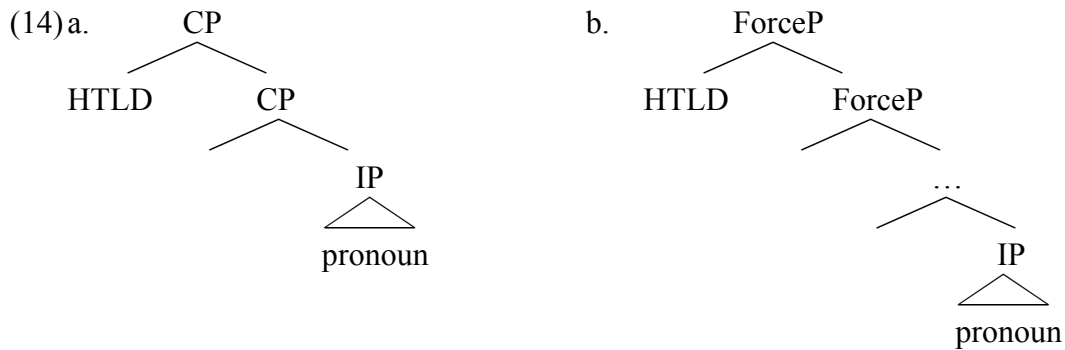 (14) a. CP b. ForceP
HTLD CP HTLD ForceP
IP …
pronoun IP
pronoun